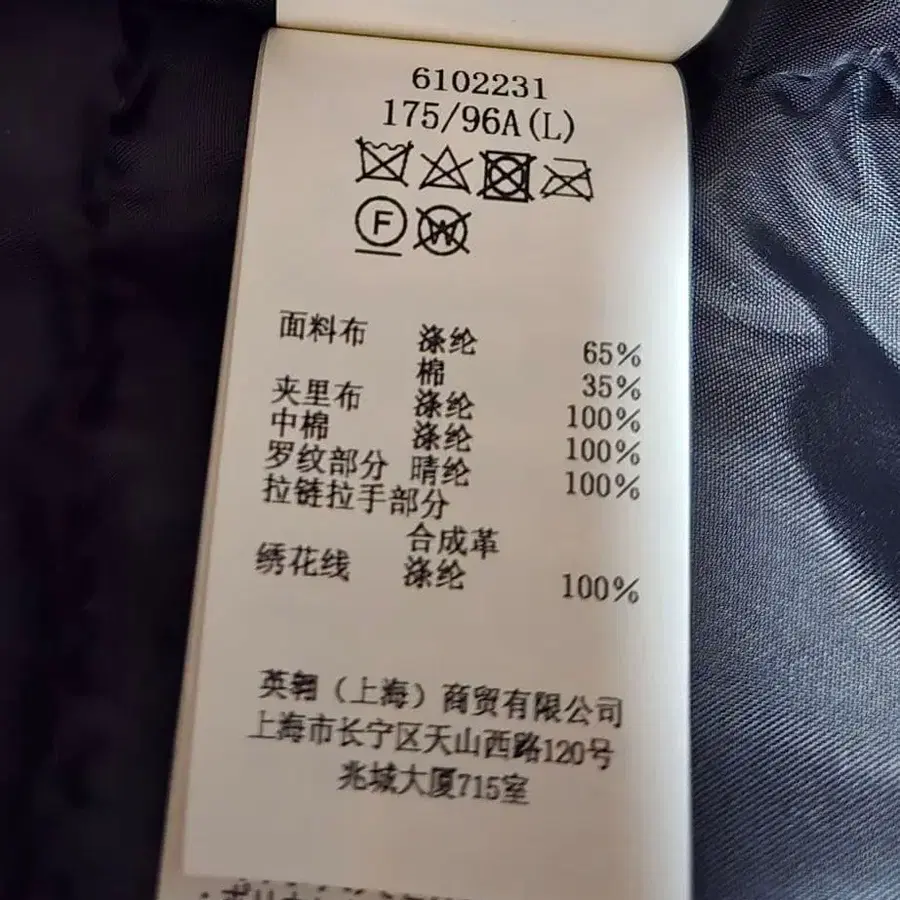 6102231
175/96A(L)
F W
面料布 涤纶 65%
棉 35%
夹里布 涤纶 100%
中棉 涤纶 100%
罗纹部分 晴纶 100%
拉链拉手部分
合成革
绣花线 涤纶 100%
英翱（上海）商贸有限公司
上海市长宁区天山西路120号
兆城大厦715室